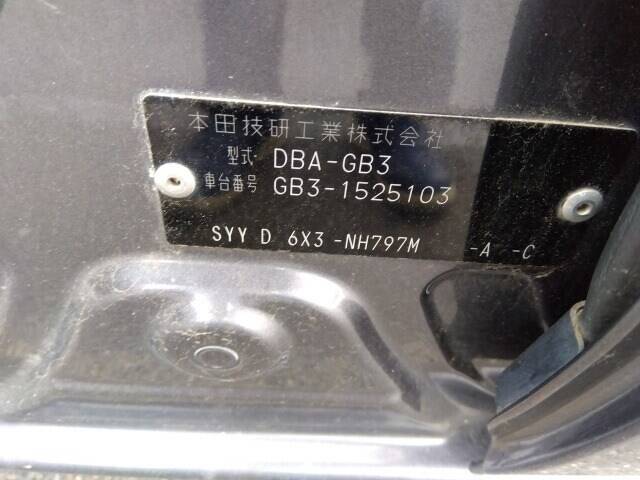 本田技研工業株式会社
型式 DBA-GB3
車台番号 GB3-1525103
SYY D 6X3 -NH797M -A -C